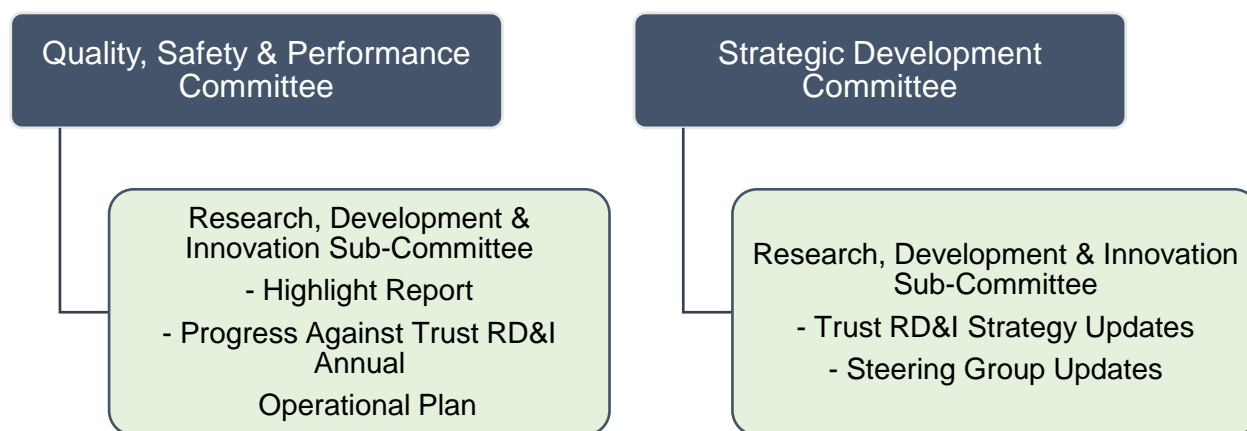 Quality, Safety & Performance
Committee
Research, Development &
Innovation Sub-Committee
- Highlight Report
- Progress Against Trust RD&I
Annual
Operational Plan
Strategic Development
Committee
Research, Development & Innovation
Sub-Committee
- Trust RD&I Strategy Updates
- Steering Group Updates